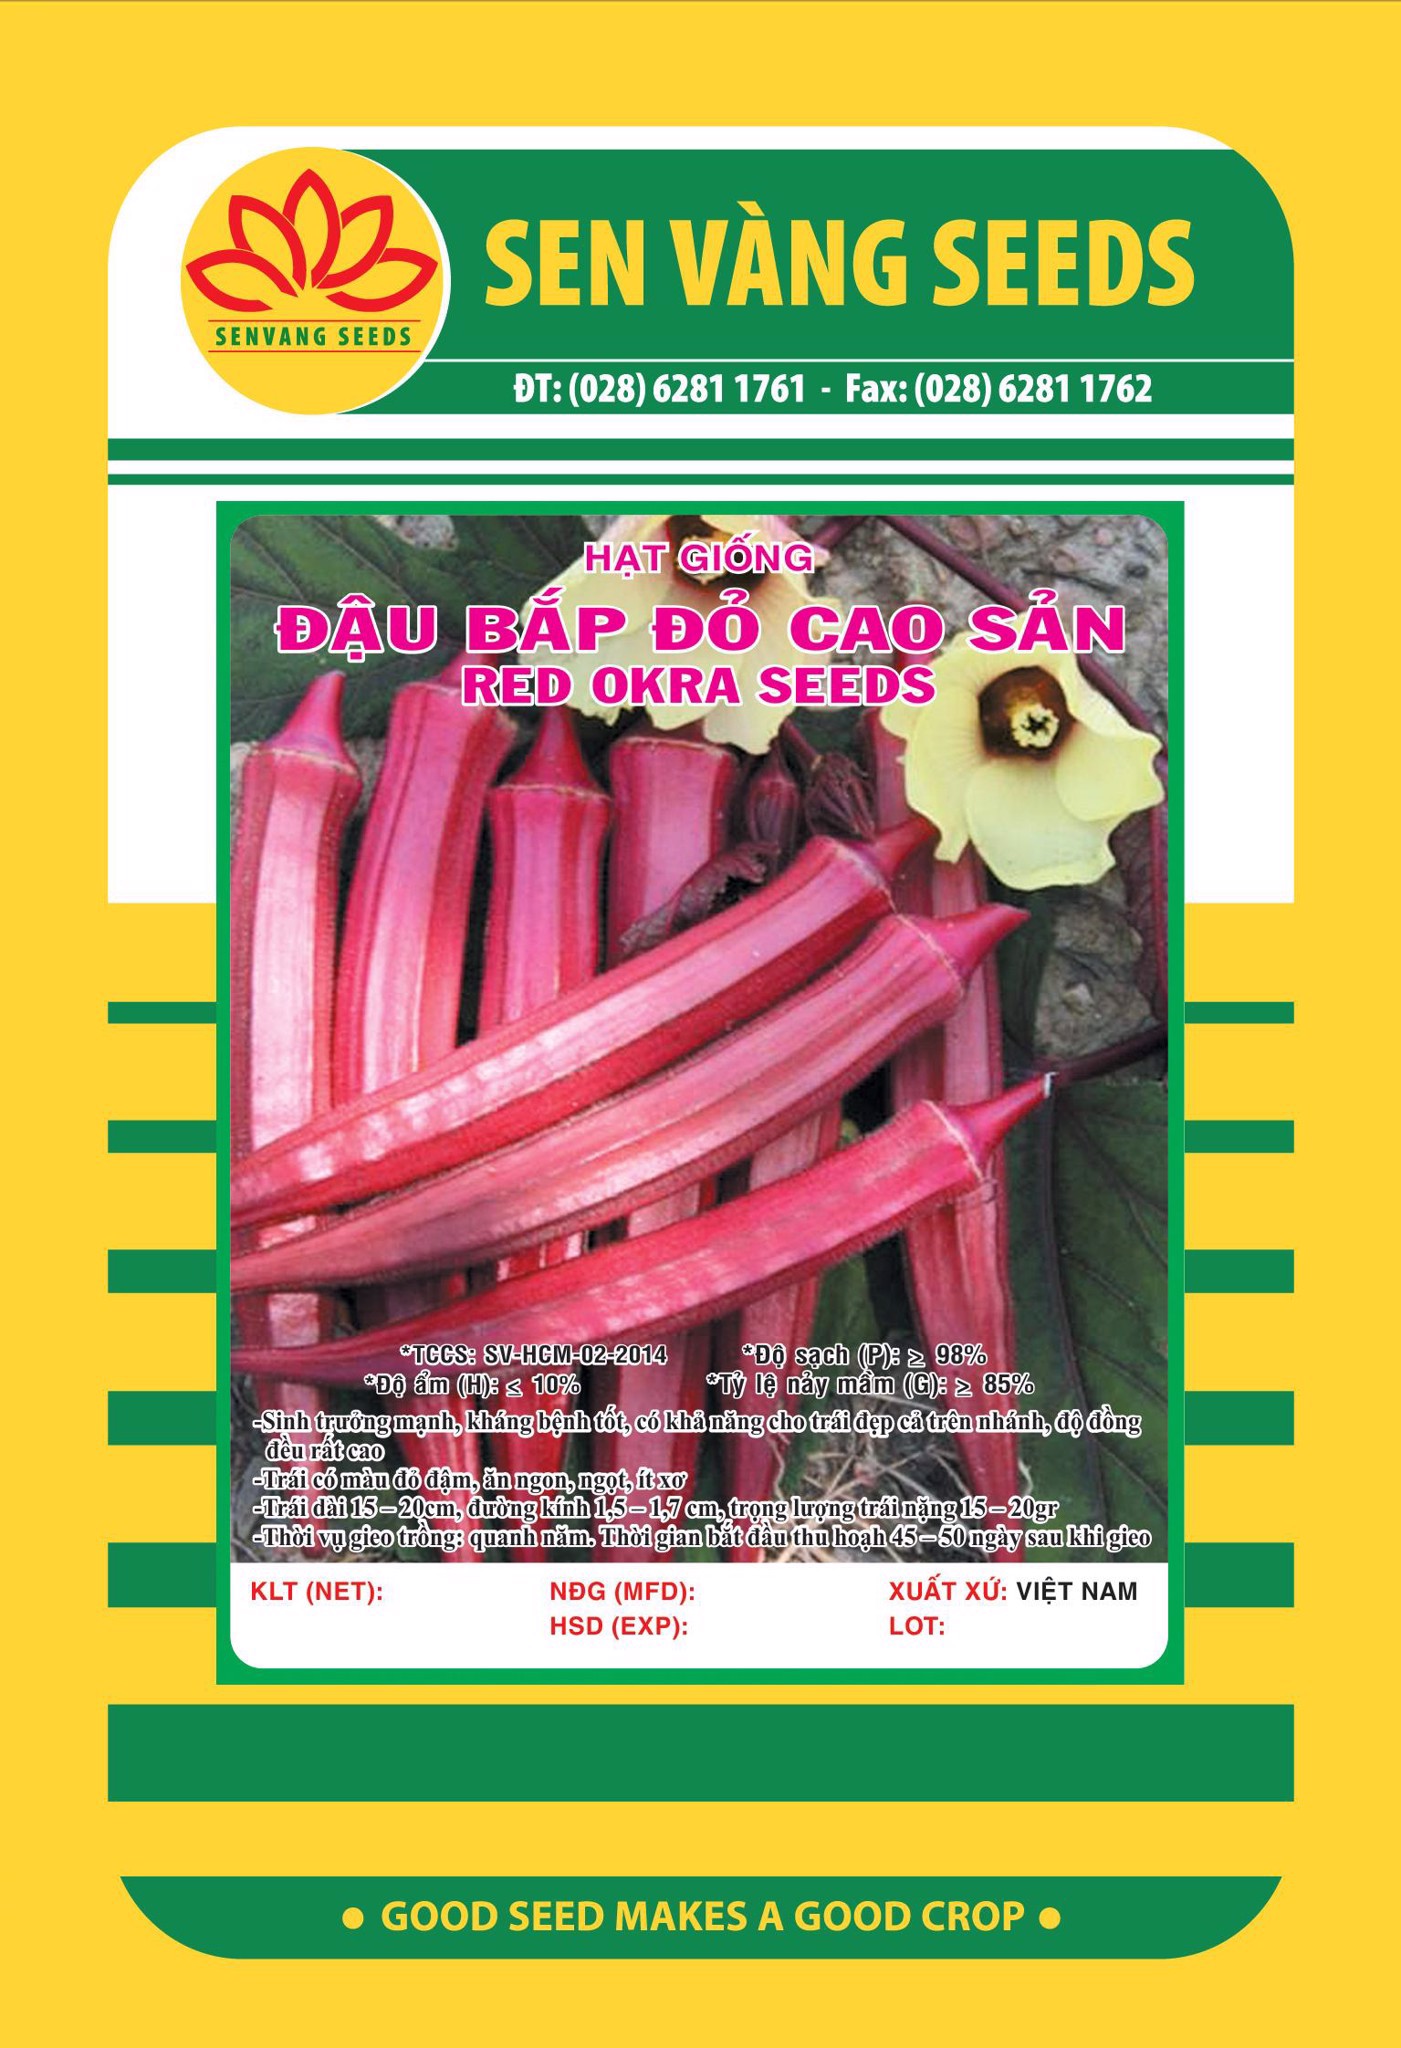 SENVANG SEEDS
SEN VÀNG SEEDS
ĐT: (028) 6281 1761 - Fax: (028) 6281 1762
HẠT GIỐNG
ĐẬU BẮP ĐỎ CAO SẢN
RED OKRA SEEDS
*TCCS: SV-HCM-02-2014 *Độ sạch (P): ≥ 98%
*Độ ẩm (H): ≤ 10% *Tỷ lệ nảy mầm (G): ≥ 85%
-Sinh trưởng mạnh, kháng bệnh tốt, có khả năng cho trái đẹp cả trên nhánh, độ đồng
đều rất cao
-Trái có màu đỏ đậm, ăn ngon, ngọt, ít xơ
-Trái dài 15 – 20cm, đường kính 1,5 – 1,7 cm, trọng lượng trái nặng 15 – 20gr
-Thời vụ gieo trồng: quanh năm. Thời gian bắt đầu thu hoạh 45 – 50 ngày sau khi gieo
KLT (NET): NĐG (MFD): XUẤT XỨ: VIỆT NAM
HSD (EXP): LOT:
• GOOD SEED MAKES A GOOD CROP •